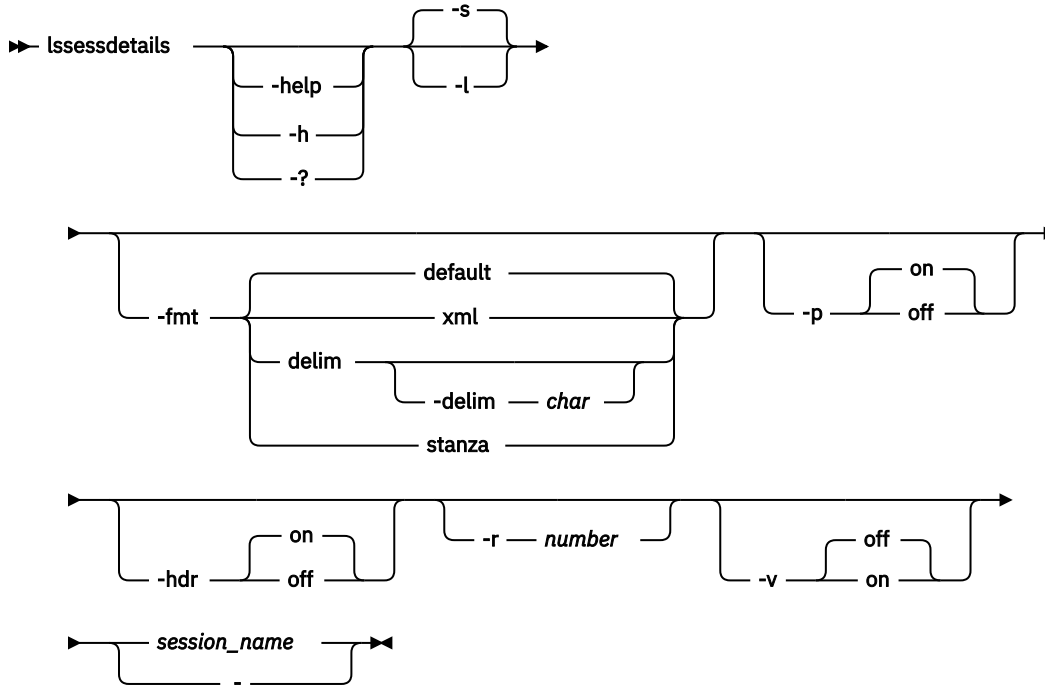 -s
lssessdetails
-help
-l
-h
-?
default
on
-fmt
xml
-p
off
delim
-delim char
stanza
on
-r number
off
-hdr
off
-v
on
session_name
-